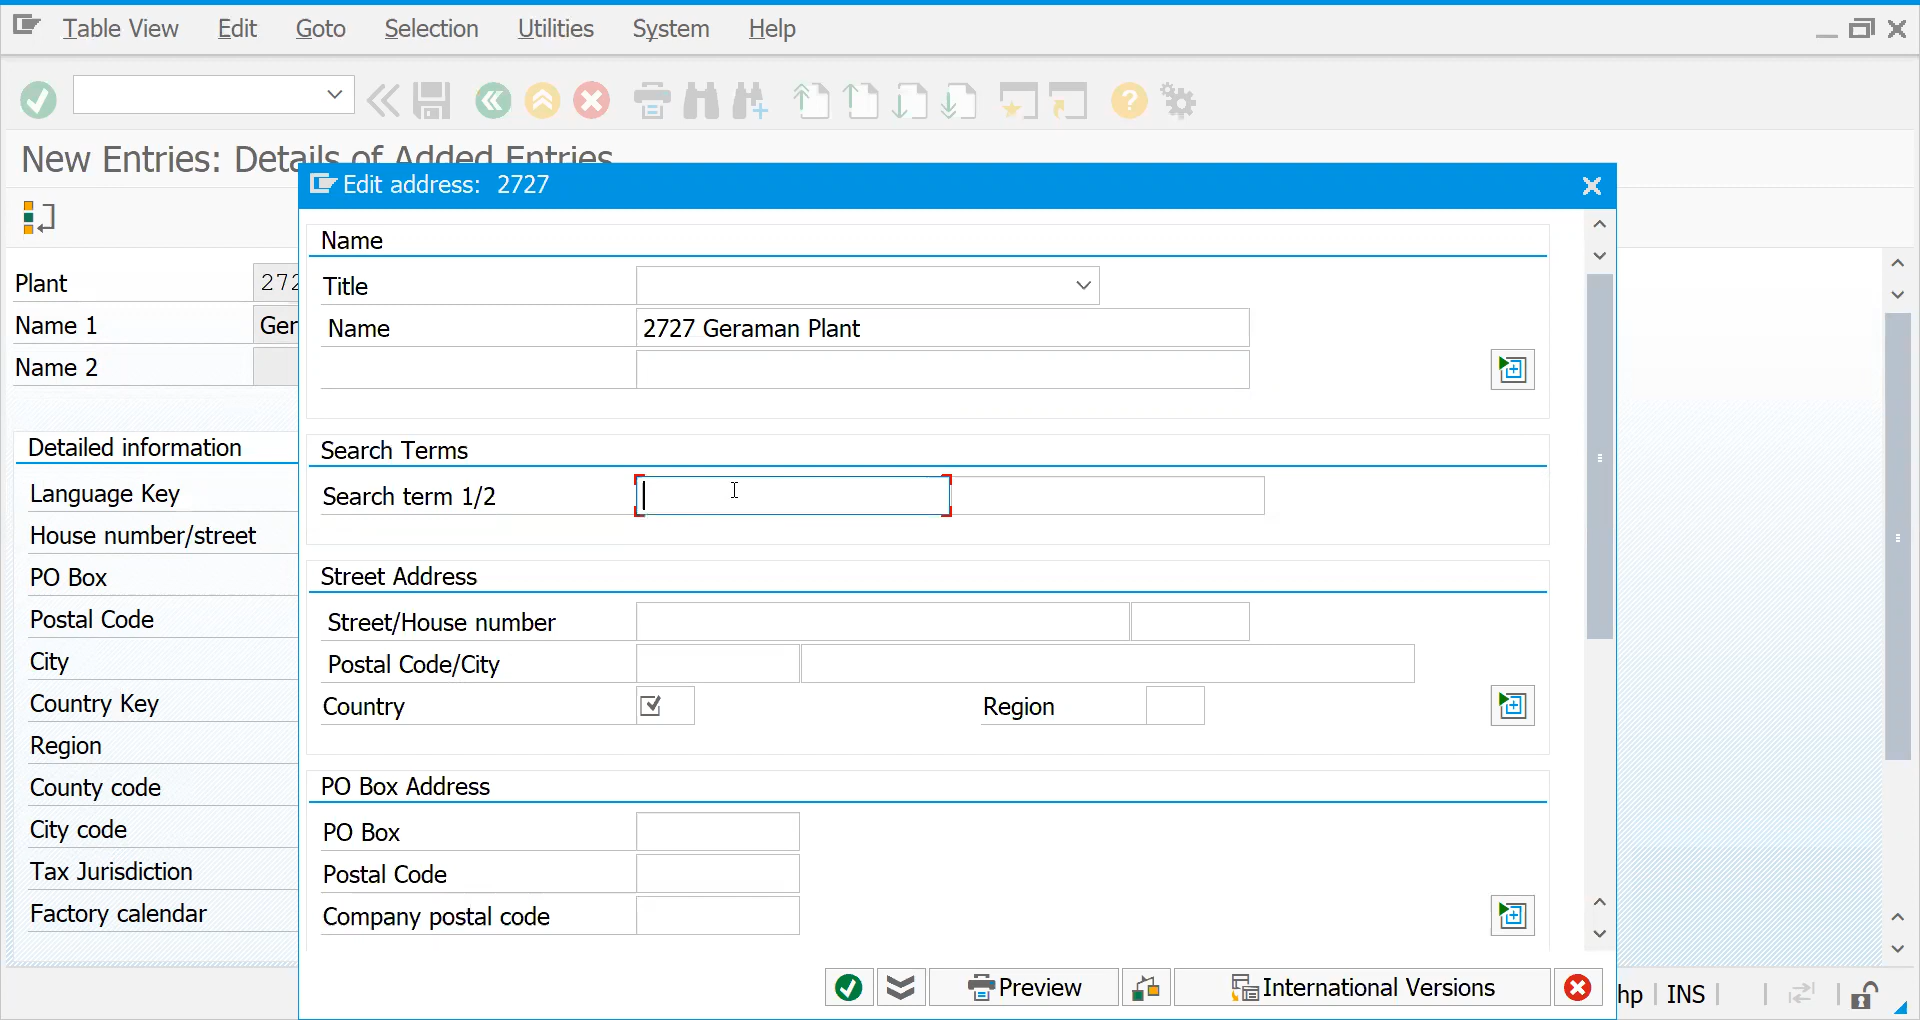 Table View Edit Goto Selection Utilities System Help
New Entries: Details of Added Entries
Edit address: 2727
Plant 272
Name 1 Ger
Name 2
Detailed information
Language Key
House number/street
PO Box
Postal Code
City
Country Key
Region
County code
City code
Tax Jurisdiction
Factory calendar
Name
Title
Name 2727 Geraman Plant
Search Terms
Search term 1/2
Street Address
Street/House number
Postal Code/City
Country Region
PO Box Address
PO Box
Postal Code
Company postal code
Preview International Versions
hp INS